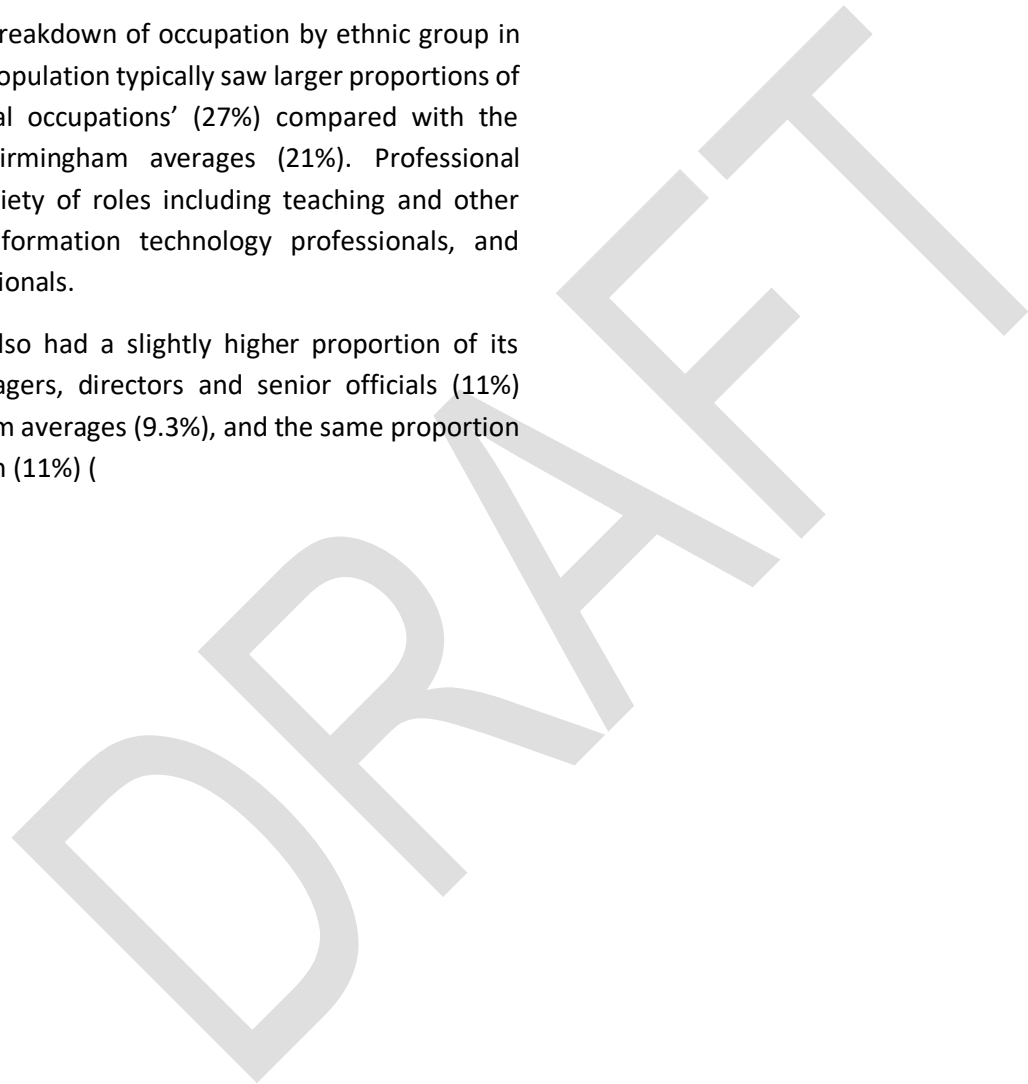 reakdown of occupation by ethnic group in
opulation typically saw larger proportions of
al occupations’ (27%) compared with the
irmingham averages (21%). Professional
iety of roles including teaching and other
formation technology professionals, and
ionals.
lso had a slightly higher proportion of its
agers, directors and senior officials (11%)
m averages (9.3%), and the same proportion
n (11%) (
DRAFT